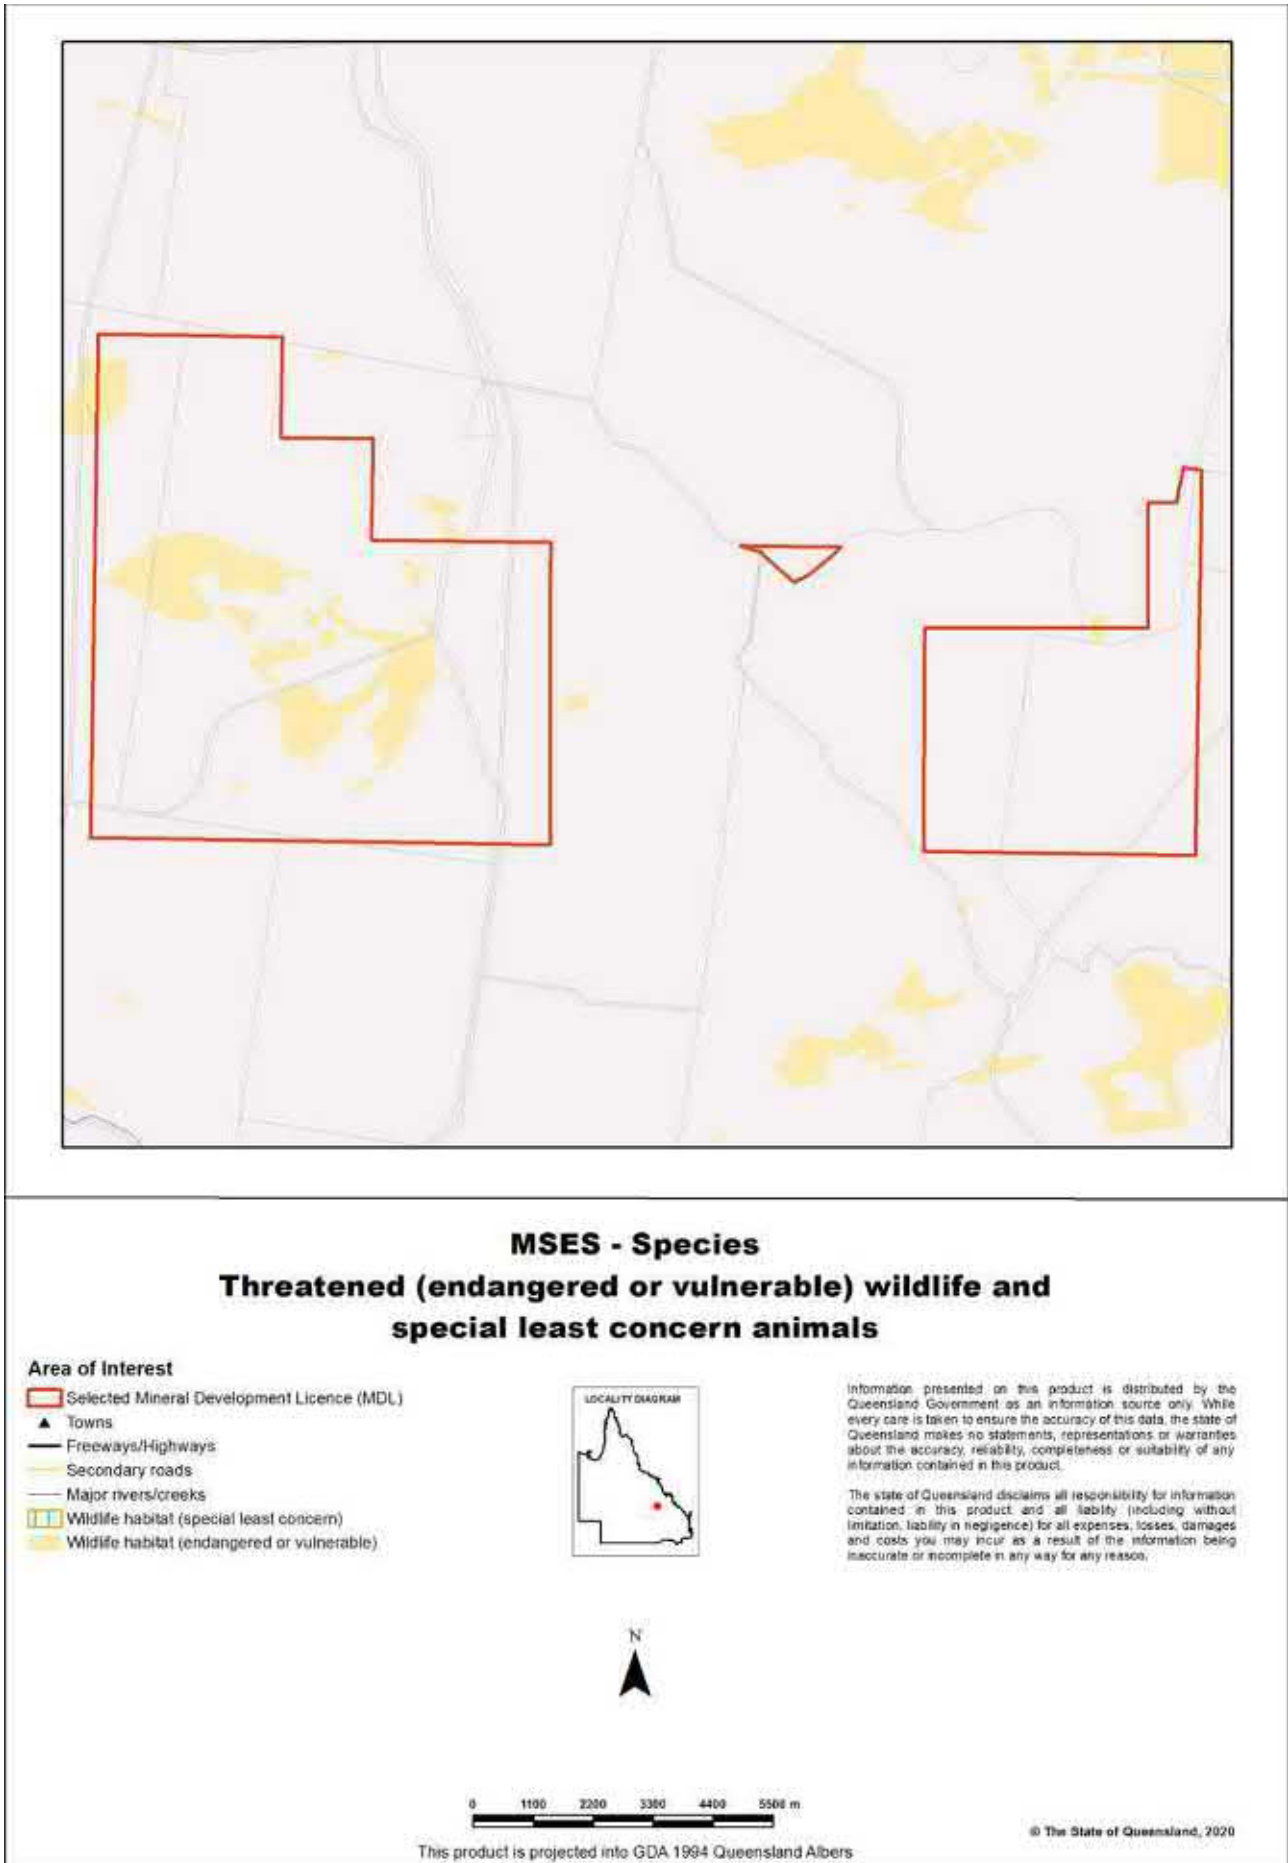 MSES - Species
Threatened (endangered or vulnerable) wildlife and
special least concern animals
Area of Interest
Selected Mineral Development Licence (MDL)
Towns
Freeways/Highways
Secondary roads
Major rivers/creeks
Wildlife habitat (special least concern)
Wildlife habitat (endangered or vulnerable)
LOCALITY DIAGRAM
Information presented on this product is distributed by the
Queensland Government as an information source only. While
every care is taken to ensure the accuracy of this data, the state of
Queensland makes no statements, representations or warranties
about the accuracy, reliability, completeness or suitability of any
information contained in this product.
The state of Queensland disclaims all responsibility for information
contained in this product and all liability (including without
limitation, liability in negligence) for all expenses, losses, damages
and costs you may incur as a result of the information being
inaccurate or incomplete in any way for any reason.
N
0 1100 2200 3300 4400 5500 m
This product is projected into GDA 1994 Queensland Albers
© The State of Queensland, 2020